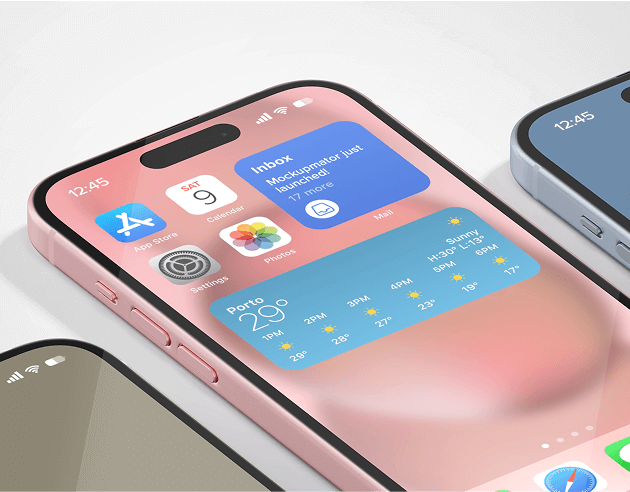 12:45
App Store
SAT
9
Calendar
Inbox
Mockupmator just
launched!
17 more
Mail
Settings
Photos
Porto
29°
Sunny
H:30° L:13°
1PM 2PM 3PM 4PM 5PM 6PM
29° 28° 27° 23° 19° 17°
12:45